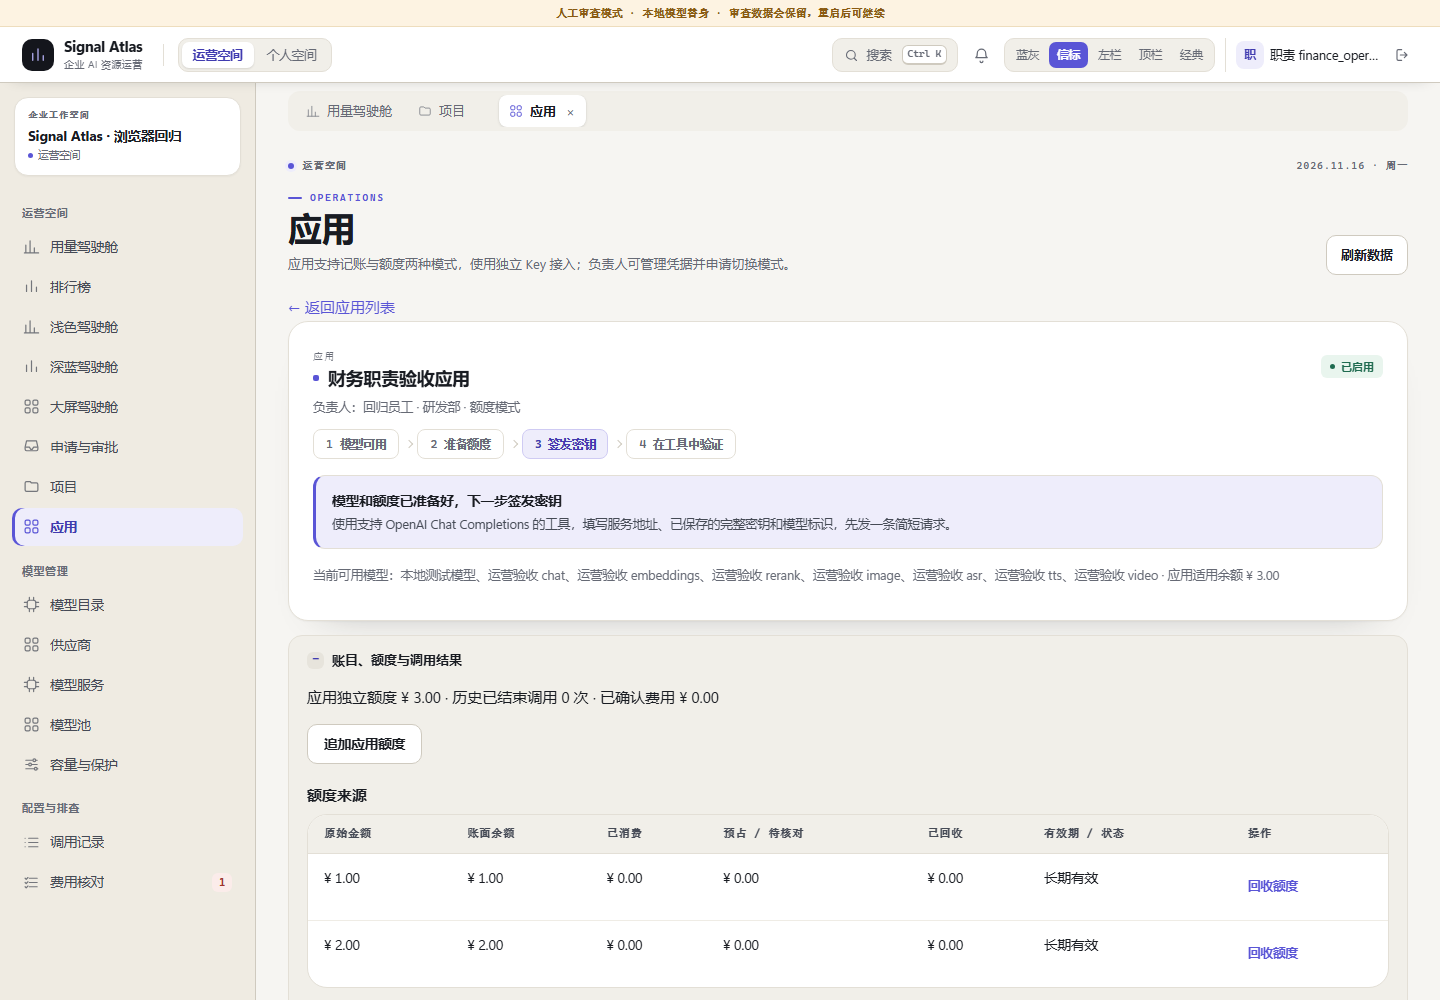 人工审查模式 · 本地模型替身 · 审查数据会保留，重启后可继续
Signal Atlas
企业 AI 资源运营
运营空间 个人空间
搜索 Ctrl K
蓝灰 信标 左栏 顶栏 经典
职 职责 finance_oper...
企业工作空间
Signal Atlas · 浏览器回归
运营空间
运营空间
用量驾驶舱
排行榜
浅色驾驶舱
深蓝驾驶舱
大屏驾驶舱
申请与审批
项目
应用
模型管理
模型目录
供应商
模型服务
模型池
容量与保护
配置与排查
调用记录
费用核对 1
用量驾驶舱 项目 应用 ×
运营空间
2026.11.16 · 周一
OPERATIONS
应用
应用支持记账与额度两种模式，使用独立 Key 接入；负责人可管理凭据并申请切换模式。
刷新数据
← 返回应用列表
应用
财务职责验收应用
已启用
负责人：回归员工 · 研发部 · 额度模式
1 模型可用 2 准备额度 3 签发密钥 4 在工具中验证
模型和额度已准备好，下一步签发密钥
使用支持 OpenAI Chat Completions 的工具，填写服务地址、已保存的完整密钥和模型标识，先发一条简短请求。
当前可用模型：本地测试模型、运营验收 chat、运营验收 embeddings、运营验收 rerank、运营验收 image、运营验收 asr、运营验收 tts、运营验收 video · 应用适用余额 ¥ 3.00
− 账目、额度与调用结果
应用独立额度 ¥ 3.00 · 历史已结束调用 0 次 · 已确认费用 ¥ 0.00
追加应用额度
额度来源
原始金额 账面余额 已消费 预占 / 待核对 已回收 有效期 / 状态 操作
¥ 1.00 ¥ 1.00 ¥ 0.00 ¥ 0.00 ¥ 0.00 长期有效 回收额度
¥ 2.00 ¥ 2.00 ¥ 0.00 ¥ 0.00 ¥ 0.00 长期有效 回收额度